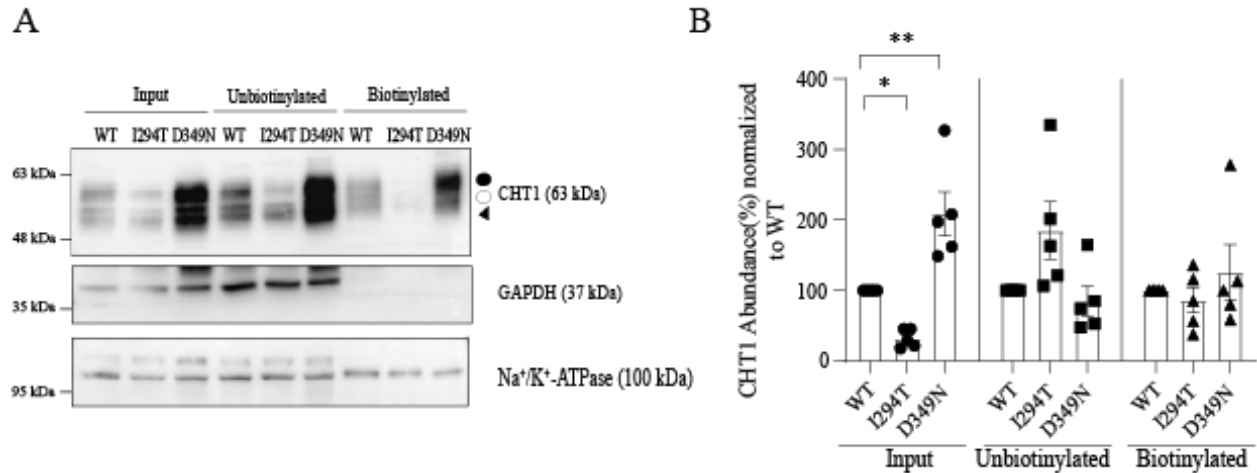 A
Input Unbiotinylated Biotinylated
WT I294T D349N WT I294T D349N WT I294T D349N
63 kDa
CHT1 (63 kDa)
48 kDa
GAPDH (37 kDa)
35 kDa
Na⁺/K⁺-ATPase (100 kDa)
95 kDa
B
CHT1 Abundance(%) normalized
to WT
400
300
200
100
0
**
*
WT I294T D349N WT I294T D349N WT I294T D349N
Input Unbiotinylated Biotinylated